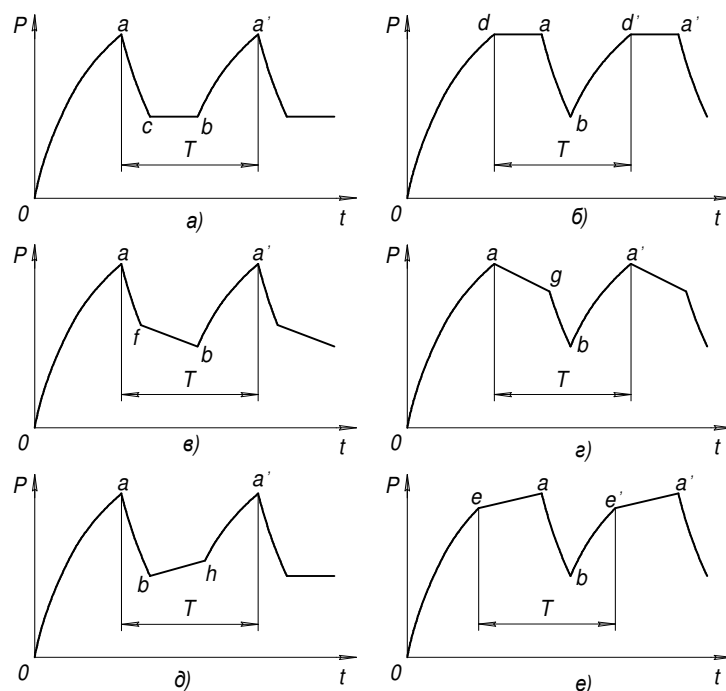 P a a' d a d' a'
c b b
T T
0 а) t 0 б) t
P a a' P a g a'
f b b
T T
0 в) t 0 г) t
P a a' P e a e' a'
b h b
T T
0 д) t 0 е) t